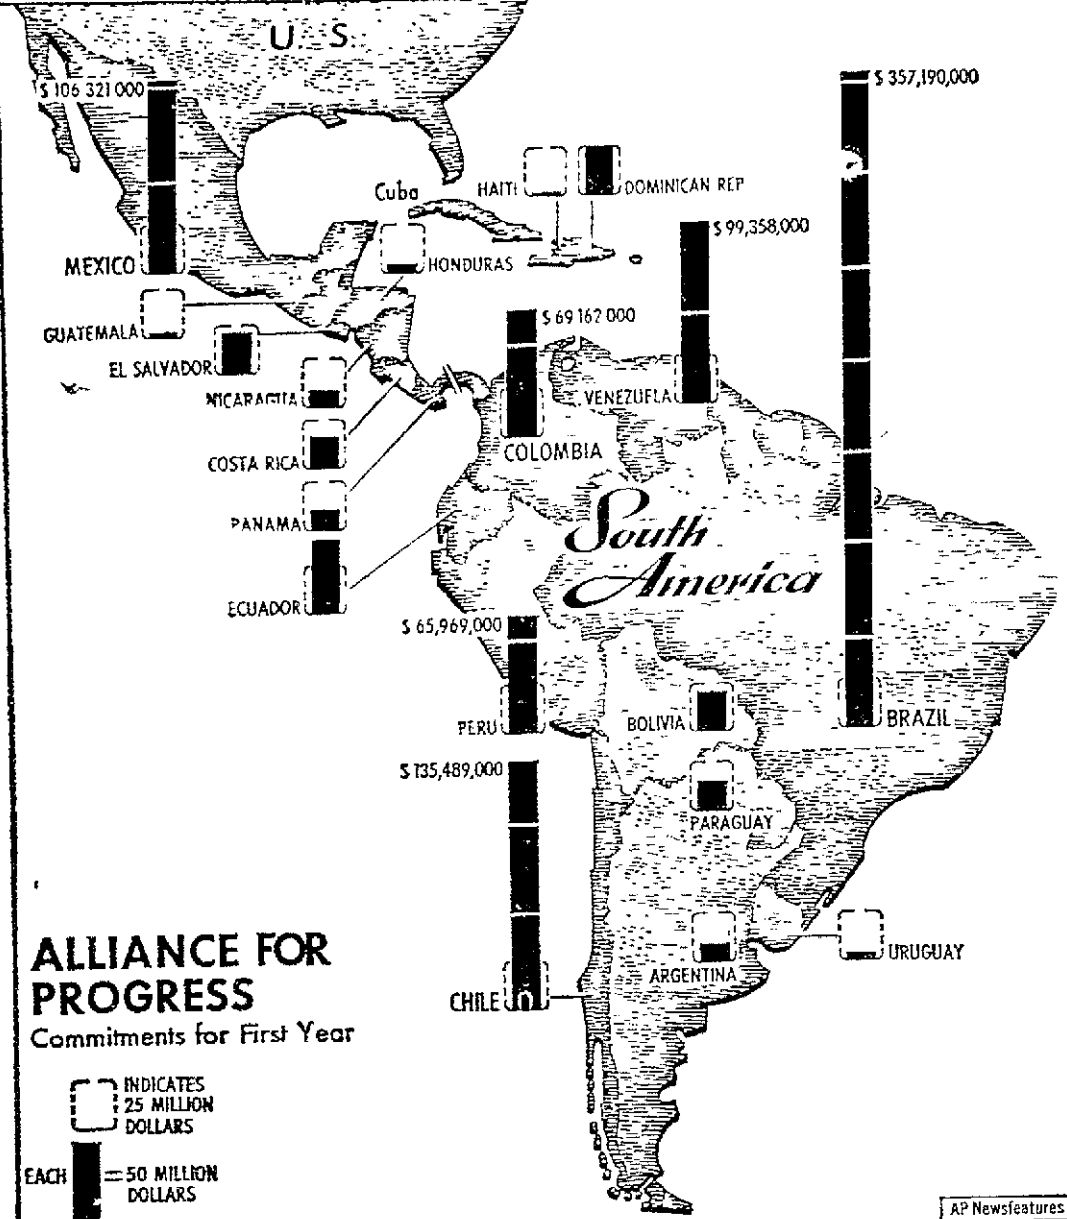 U. S.
$ 106 321 000
$ 357,190,000
Cuba
HAITI
DOMINICAN REP
$ 99,358,000
MEXICO
HONDURAS
GUATEMALA
$ 69 162 000
EL SALVADOR
NICARAGUA
VENEZUELA
COSTA RICA
COLOMBIA
PANAMA
South
America
ECUADOR
$ 65,969,000
PERU
BOLIVIA
BRAZIL
$ 135,489,000
PARAGUAY
URUGUAY
ARGENTINA
CHILE
ALLIANCE FOR
PROGRESS
Commitments for First Year
INDICATES
25 MILLION
DOLLARS
EACH = 50 MILLION
DOLLARS
AP Newsfeatures